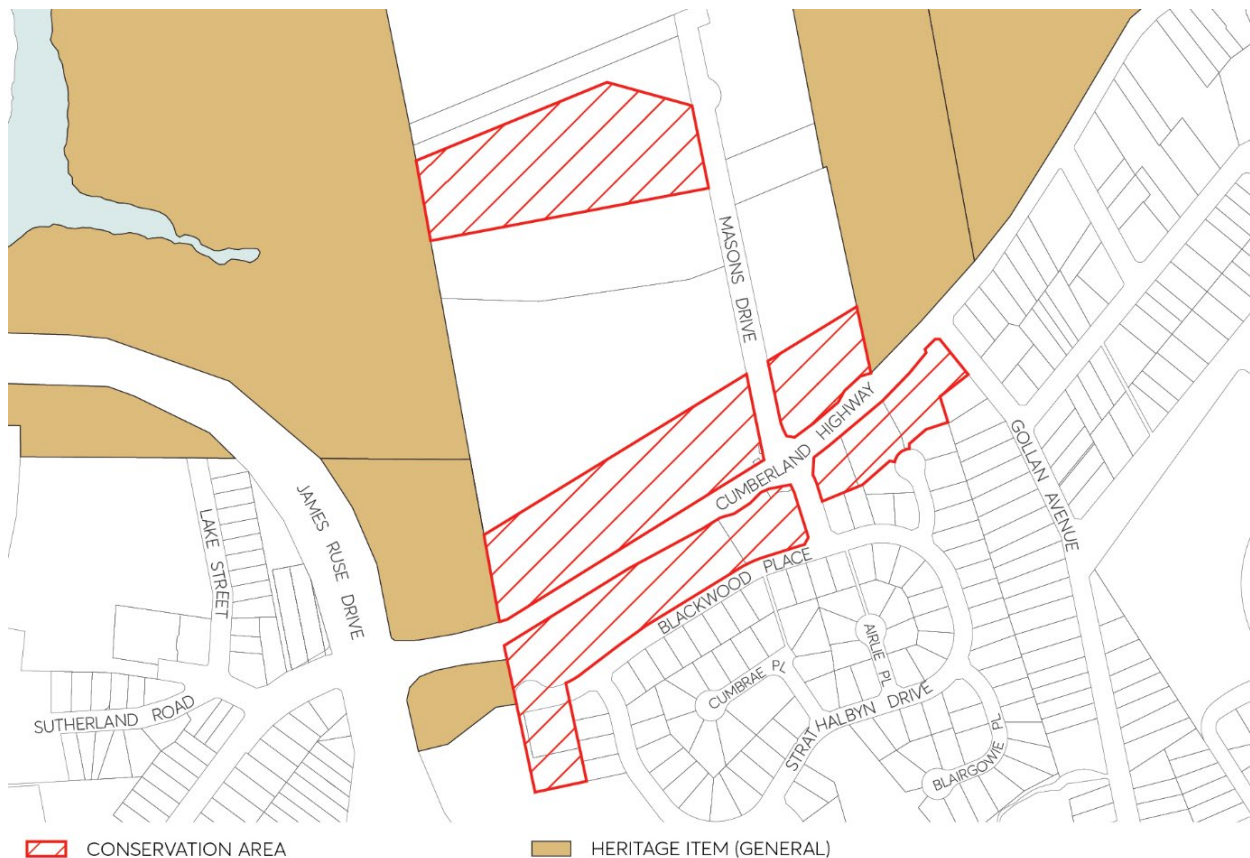 MASONS DRIVE
CUMBERLAND HIGHWAY
GOLLAN AVENUE
JAMES RUSE DRIVE
LAKE STREET
BLACKWOOD PLACE
AIRLIE PL
CUMBRAE PL
SUTHERLAND ROAD
STRATHALBYN DRIVE
BLAIRGOWIE PL
CONSERVATION AREA
HERITAGE ITEM (GENERAL)